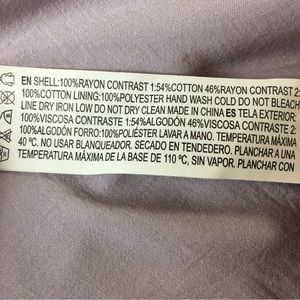 EN SHELL:100%RAYON CONTRAST 1:54%COTTON 46%RAYON CONTRAST 2:
100%COTTON LINING:100%POLYESTER HAND WASH COLD DO NOT BLEACH
LINE DRY IRON LOW DO NOT DRY CLEAN MADE IN CHINA ES TELA EXTERIOR:
100%VISCOSA CONTRASTE 1:54%ALGODÓN 46%VISCOSA CONTRASTE 2:
100%ALGODÓN FORRO:100%POLIÉSTER LAVAR A MANO. TEMPERATURA MÁXIMA
40 ºC. NO USAR BLANQUEADOR. SECADO EN TENDEDERO. PLANCHAR A UNA
TEMPERATURA MÁXIMA DE LA BASE DE 110 ºC, SIN VAPOR. PLANCHAR CON